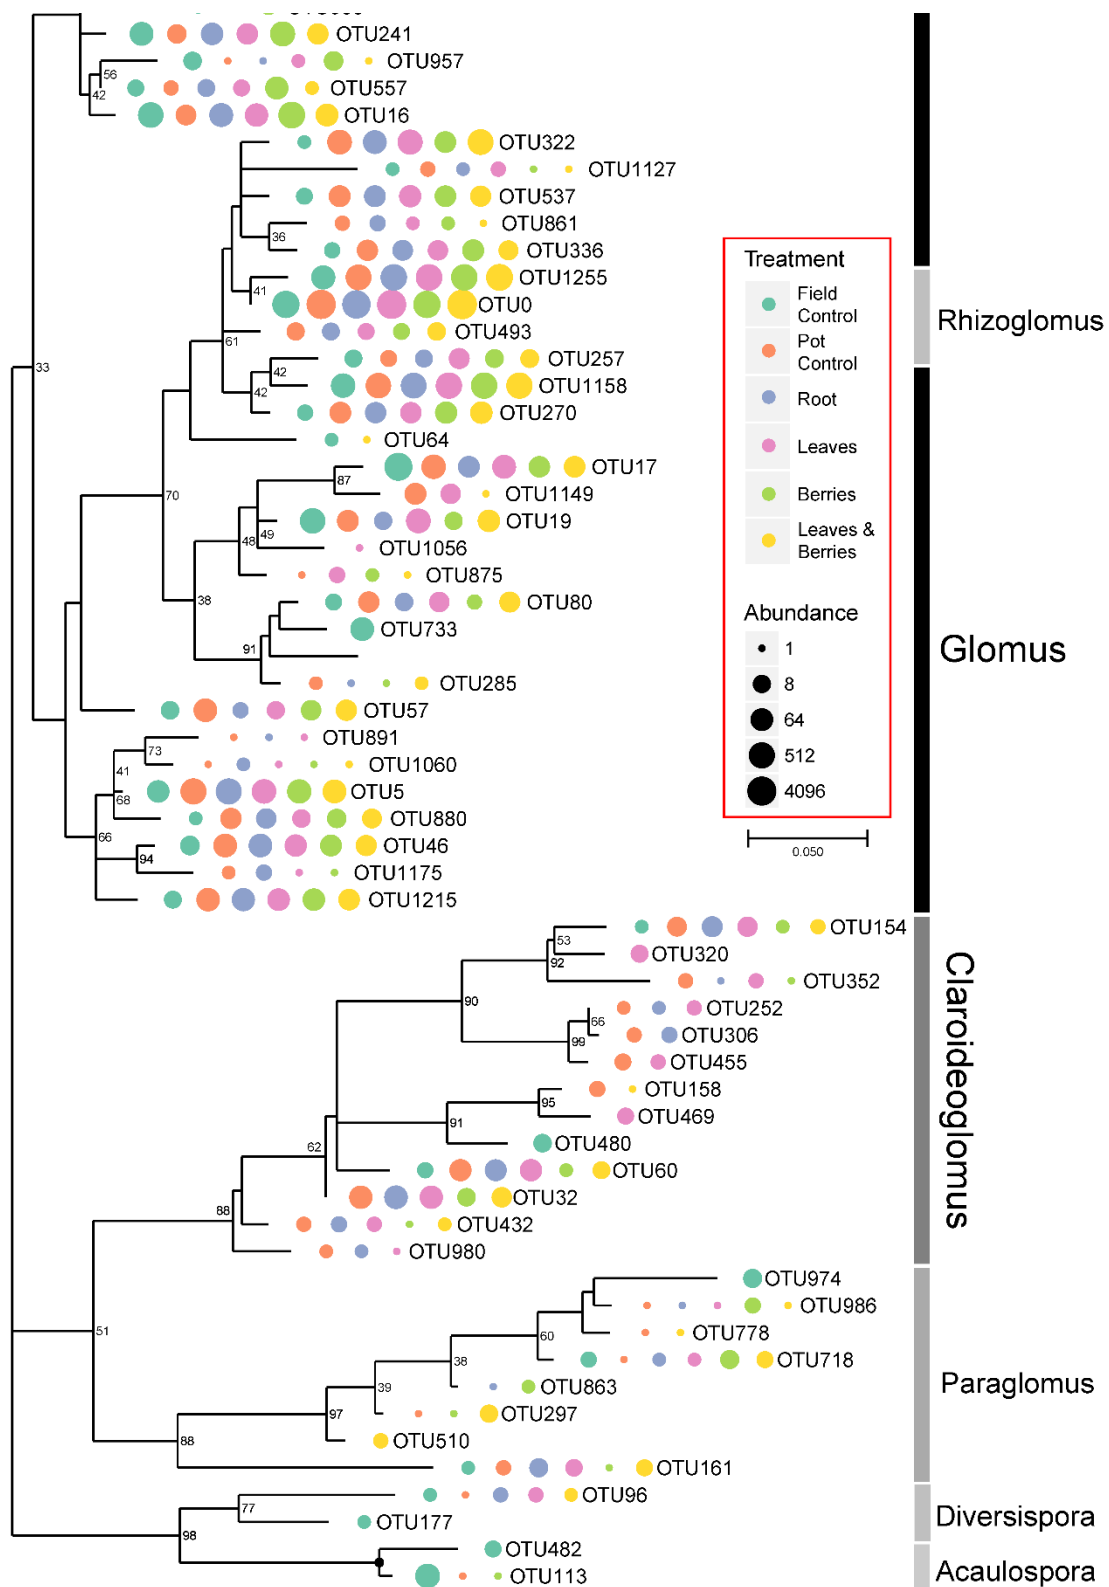 OTU241
56
OTU957
42
OTU557
OTU16
OTU322
OTU1127
OTU537
OTU861
36
OTU336
41
OTU1255
OTU0
61
OTU493
33
42
OTU257
42
OTU1158
OTU270
OTU64
87
OTU17
70
OTU1149
48
49
OTU19
OTU1056
OTU875
38
OTU80
OTU733
91
OTU285
OTU57
73
OTU891
41
OTU1060
68
OTU5
OTU880
66
OTU46
94
OTU1175
OTU1215
53
OTU154
92
OTU320
OTU352
90
66
OTU252
99
OTU306
OTU455
95
OTU158
91
OTU469
62
OTU480
OTU60
OTU32
88
OTU432
OTU980
OTU974
OTU986
51
60
OTU778
38
OTU718
39
OTU863
97
OTU297
88
OTU510
OTU161
77
OTU96
OTU177
98
OTU482
OTU113
Treatment
Field
Control
Pot
Control
Root
Leaves
Berries
Leaves &
Berries
Abundance
1
8
64
512
4096
0.050
Rhizoglomus
Glomus
Claroideoglomus
Paraglomus
Diversispora
Acaulospora